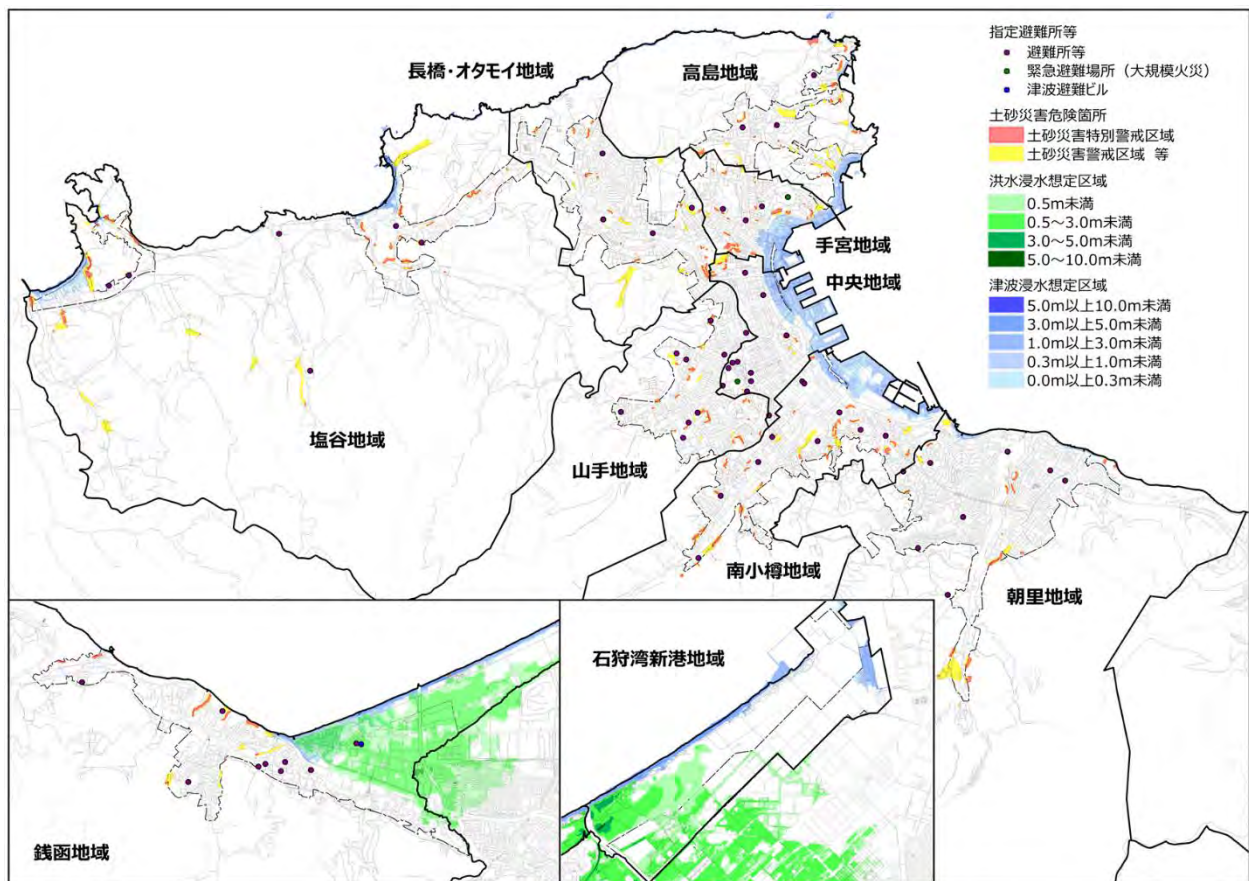 指定避難所等
避難所等
緊急避難場所（大規模火災）
津波避難ビル
土砂災害危険箇所
土砂災害特別警戒区域
土砂災害警戒区域 等
洪水浸水想定区域
0.5m未満
0.5～3.0m未満
3.0～5.0m未満
5.0～10.0m未満
津波浸水想定区域
5.0m以上10.0m未満
3.0m以上5.0m未満
1.0m以上3.0m未満
0.3m以上1.0m未満
0.0m以上0.3m未満
長橋・オタモイ地域
高島地域
手宮地域
中央地域
塩谷地域
山手地域
南小樽地域
朝里地域
銭函地域
石狩湾新港地域